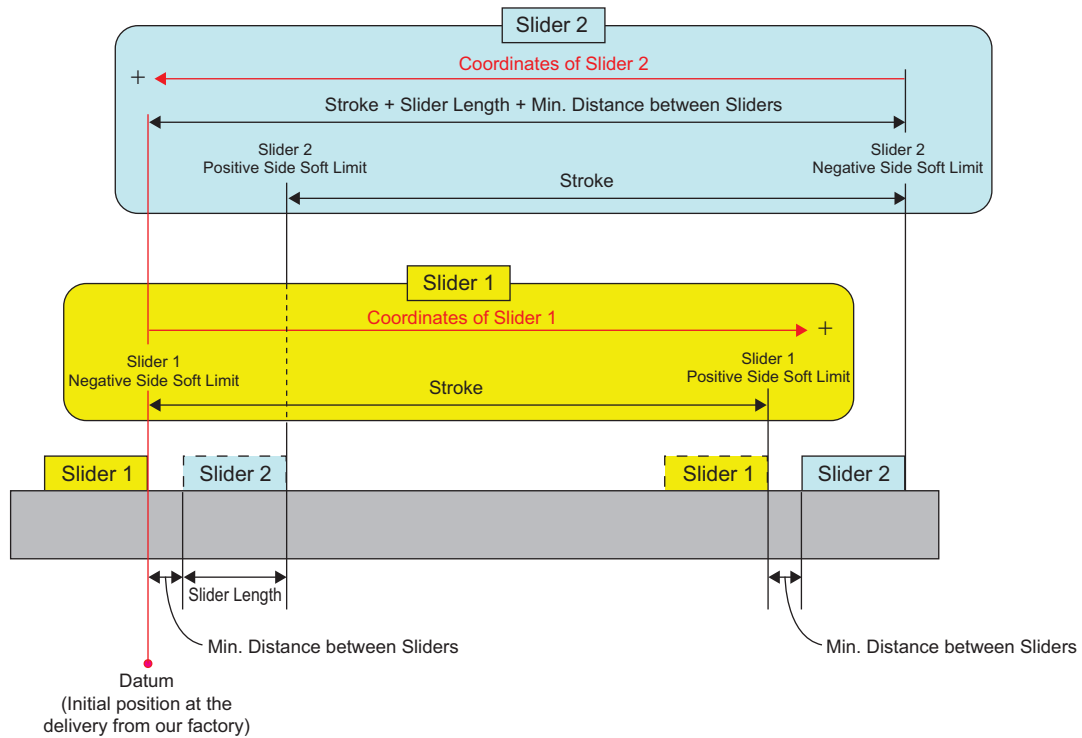 Slider 2
Coordinates of Slider 2
+
Stroke + Slider Length + Min. Distance between Sliders
Slider 2
Positive Side Soft Limit
Slider 2
Negative Side Soft Limit
Stroke
Slider 1
Coordinates of Slider 1
+
Slider 1
Negative Side Soft Limit
Slider 1
Positive Side Soft Limit
Stroke
Slider 1
Slider 2
Slider 1
Slider 2
Slider Length
Min. Distance between Sliders
Min. Distance between Sliders
Datum
(Initial position at the
delivery from our factory)